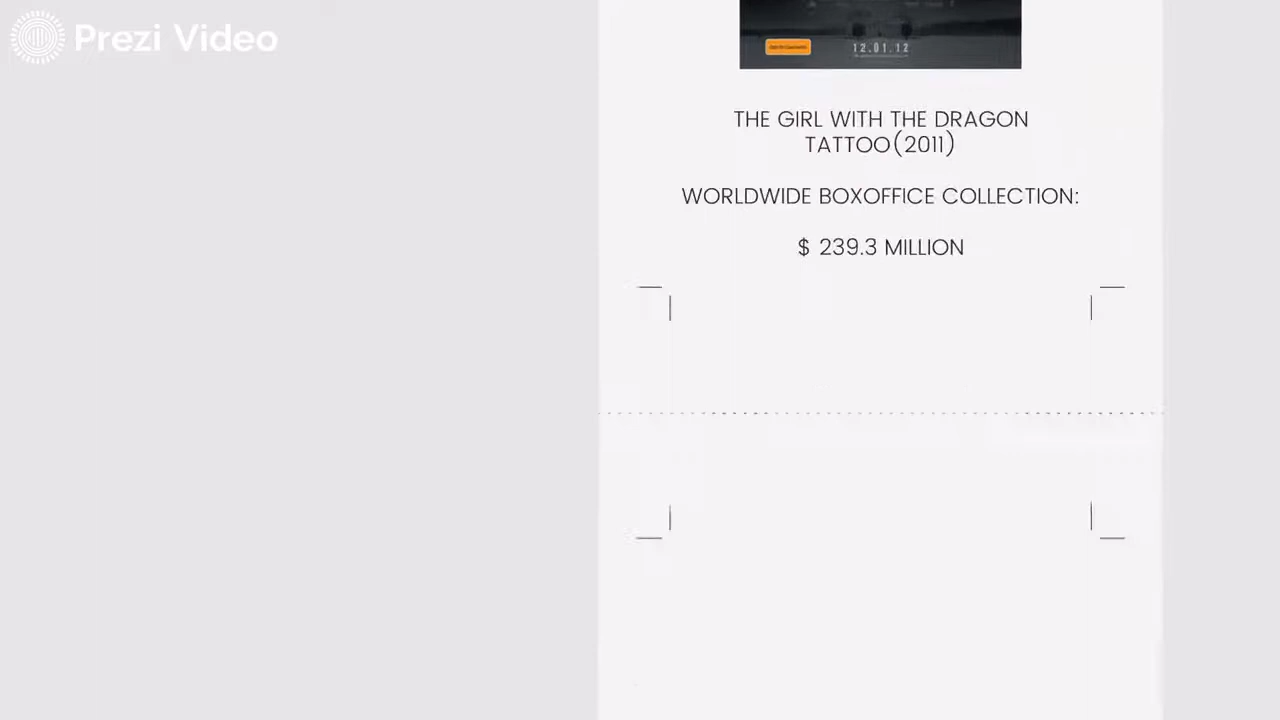 Prezi Video
12.01.12
THE GIRL WITH THE DRAGON
TATTOO(2011)
WORLDWIDE BOXOFFICE COLLECTION:
$ 239.3 MILLION